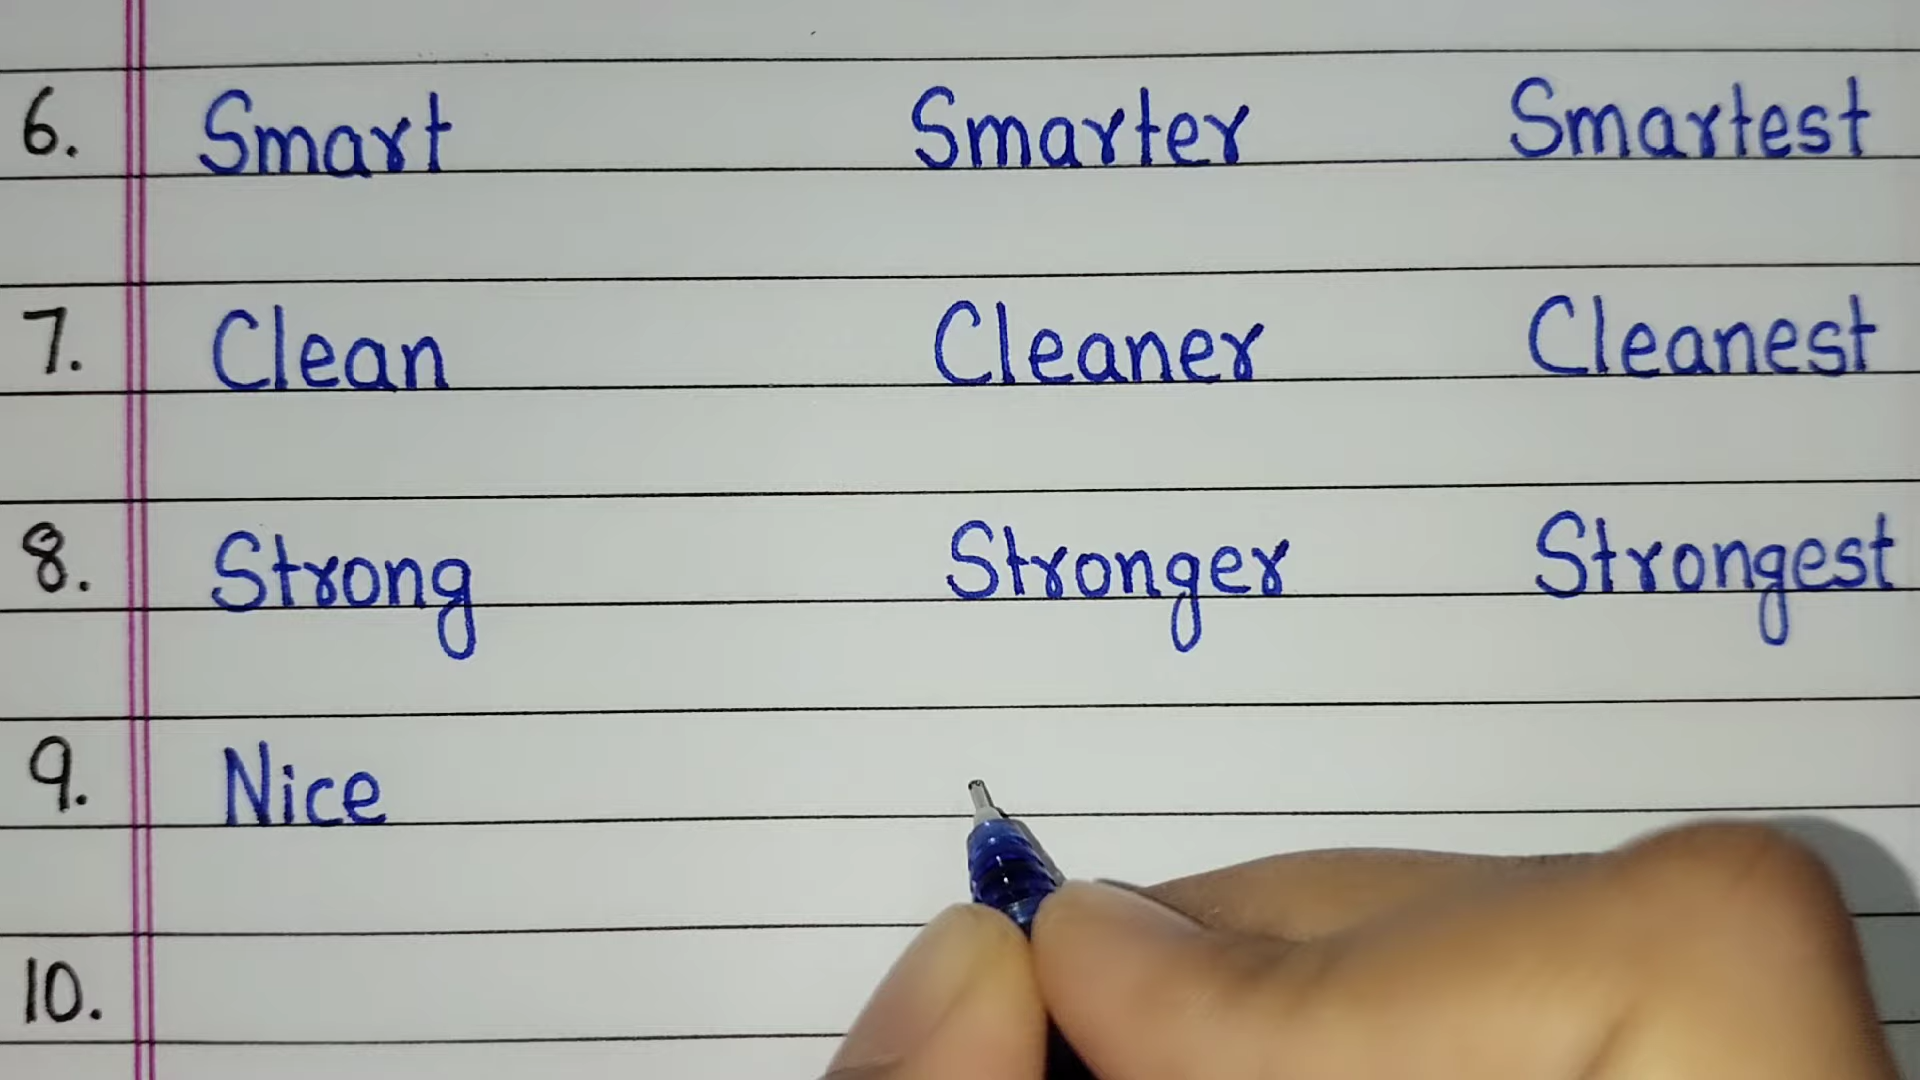 6. Smart Smarter Smartest
7. Clean Cleaner Cleanest
8. Strong Stronger Strongest
9. Nice
10.